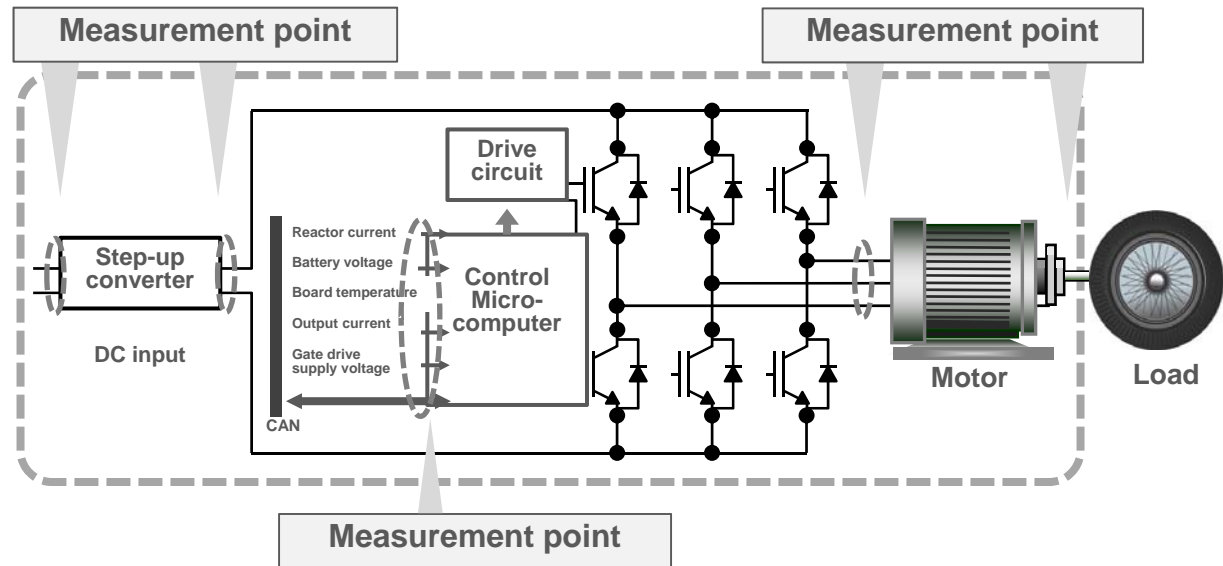 Measurement point
Measurement point
Drive
circuit
Step-up
converter
DC input
Reactor current
Battery voltage
Board temperature
Output current
Gate drive
supply voltage
CAN
Control
Micro-
computer
Motor
Load
Measurement point